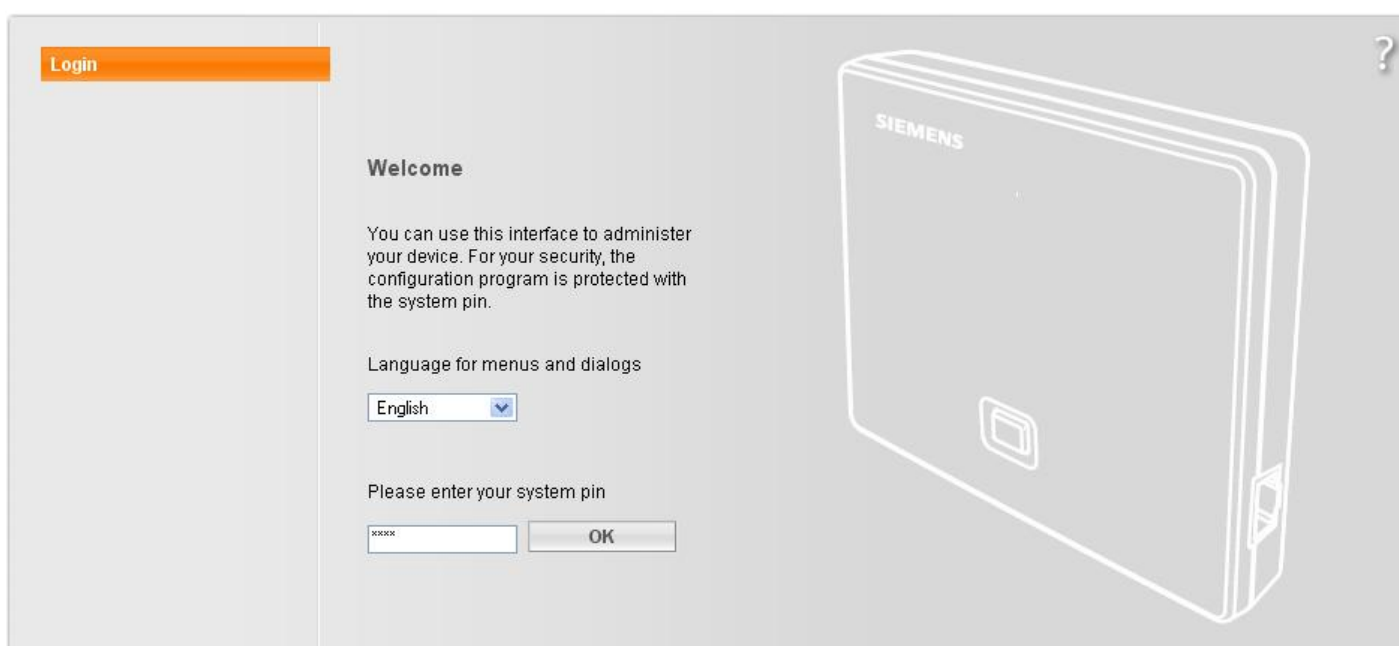 Login
?
SIEMENS
Welcome
You can use this interface to administer
your device. For your security, the
configuration program is protected with
the system pin.
Language for menus and dialogs
English
Please enter your system pin
****
OK